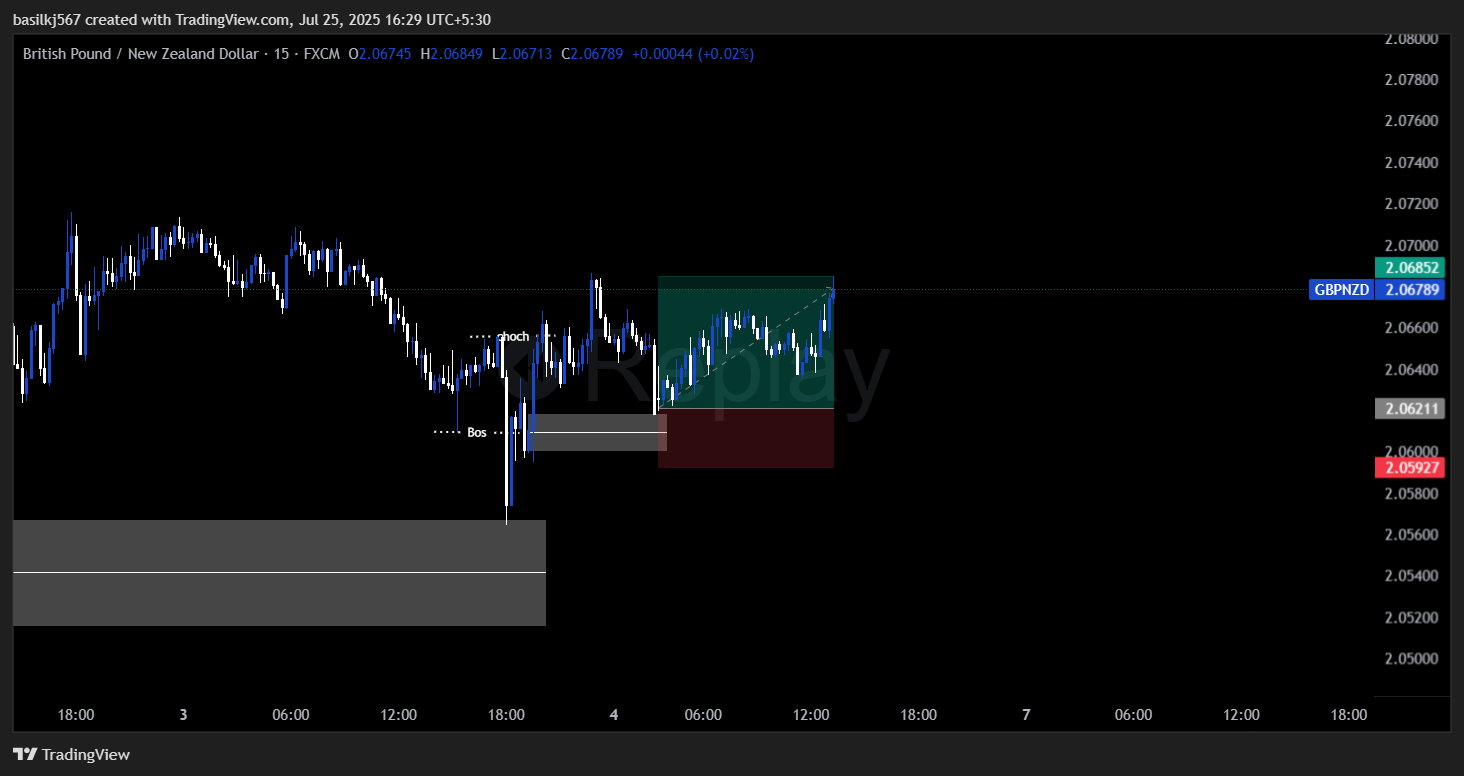 basilkj567 created with TradingView.com, Jul 25, 2025 16:29 UTC+5:30
British Pound / New Zealand Dollar · 15 · FXCM O2.06745 H2.06849 L2.06713 C2.06789 +0.00044 (+0.02%)
2.08000
2.07800
2.07600
2.07400
2.07200
2.07000
2.06852
GBPNZD 2.06789
2.06600
choch
2.06400
Replay
2.06211
Bos
2.06000
2.05927
2.05800
2.05600
2.05400
2.05200
2.05000
18:00 3 06:00 12:00 18:00 4 06:00 12:00 18:00 7 06:00 12:00 18:00
TradingView